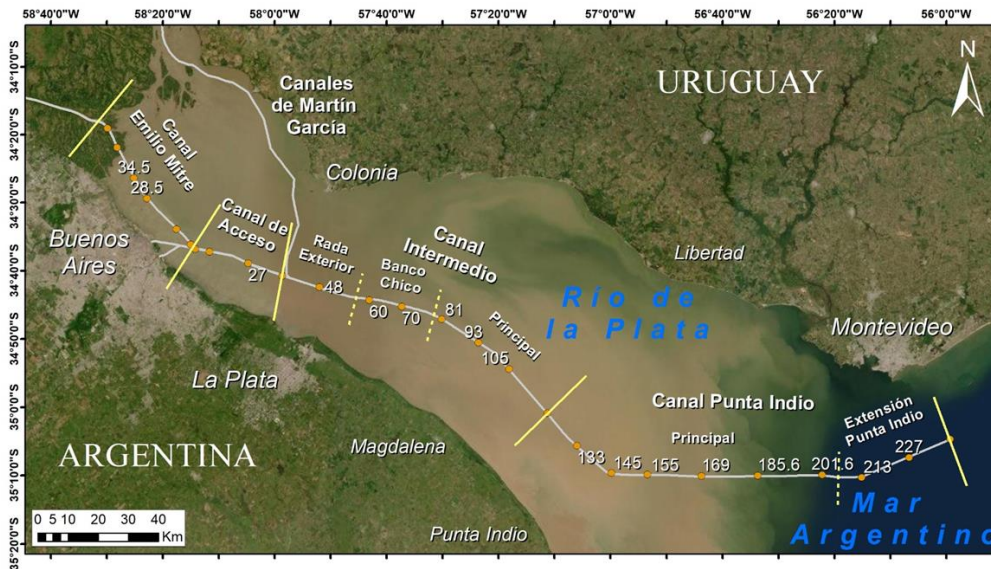 58°40'0"O 58°20'0"O 58°00'0"O 57°40'0"O 57°20'0"O 57°00'0"O 56°40'0"O 56°20'0"O 56°00'0"O
34°10'0"S
34°20'0"S
34°30'0"S
34°40'0"S
34°50'0"S
35°0'0"S
35°10'0"S
35°20'0"S
N
URUGUAY
Canales
de Martín
García
Canal
Emilio Mitre
34.5
28.5
Colonia
Buenos
Aires
Canal de
Acceso
27
Rada
Exterior
48
Canal
Intermedio
Banco
Chico
60
70
81
93
105
Principal
Libertad
Río de
la Plata
Montevideo
La Plata
Magdalena
ARGENTINA
Canal Punta Indio
Principal
Extensión
Punta Indio
133
145
155
169
185.6
201.6
213
227
Mar
Argentino
Punta Indio
0 5 10 20 30 40
Km